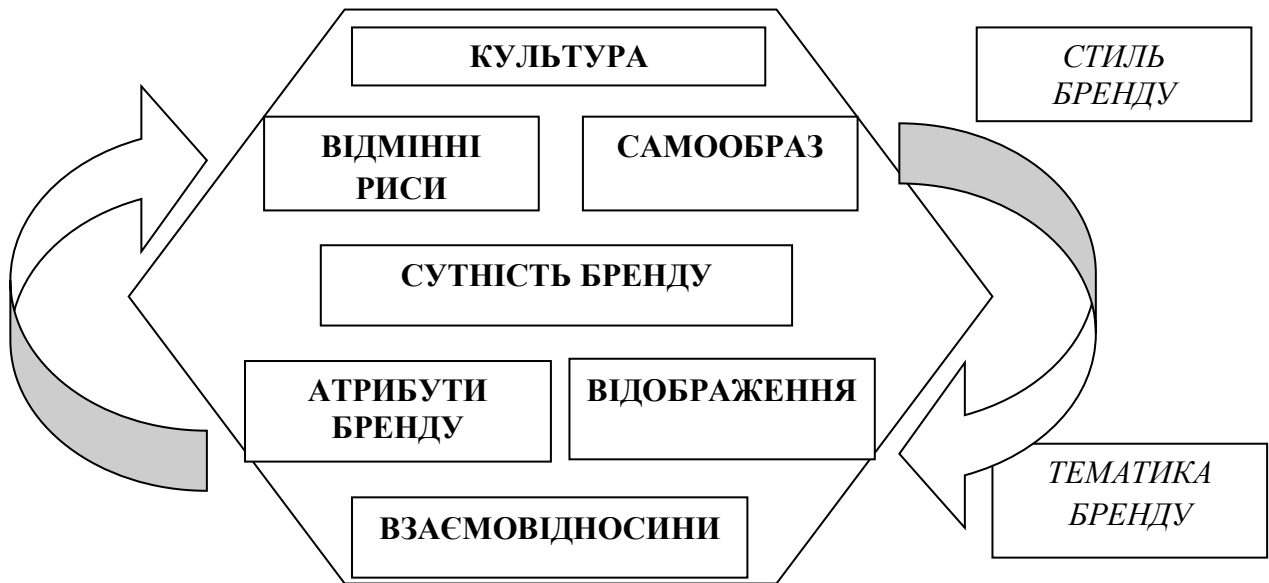 КУЛЬТУРА
СТИЛЬ
БРЕНДУ
ВІДМІННІ
РИСИ
САМООБРАЗ
СУТНІСТЬ БРЕНДУ
АТРИБУТИ
БРЕНДУ
ВІДОБРАЖЕННЯ
ТЕМАТИКА
БРЕНДУ
ВЗАЄМОВІДНОСИНИ